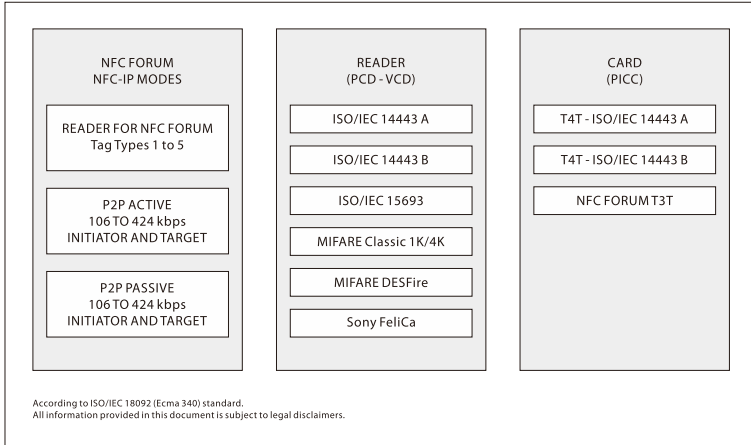 NFC FORUM
NFC-IP MODES
READER FOR NFC FORUM
Tag Types 1 to 5
P2P ACTIVE
106 TO 424 kbps
INITIATOR AND TARGET
P2P PASSIVE
106 TO 424 kbps
INITIATOR AND TARGET
READER
(PCD - VCD)
ISO/IEC 14443 A
ISO/IEC 14443 B
ISO/IEC 15693
MIFARE Classic 1K/4K
MIFARE DESFire
Sony FeliCa
CARD
(PICC)
T4T - ISO/IEC 14443 A
T4T - ISO/IEC 14443 B
NFC FORUM T3T
According to ISO/IEC 18092 (Ecma 340) standard.
All information provided in this document is subject to legal disclaimers.